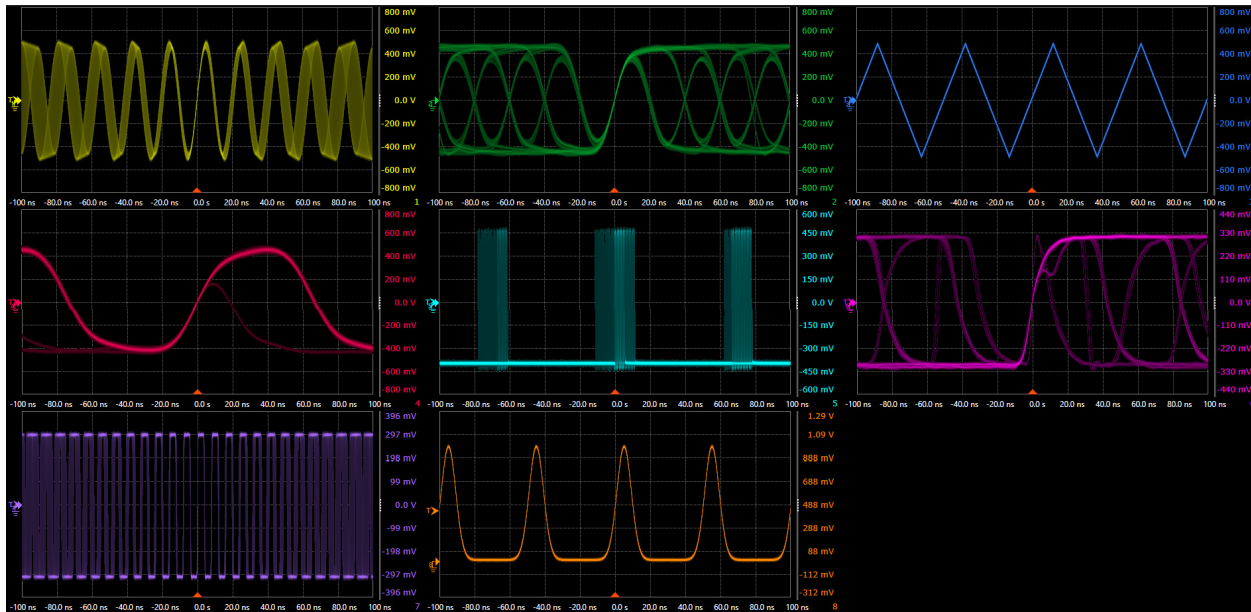 800 mV
600 mV
400 mV
200 mV
0.0 V
-200 mV
-400 mV
-600 mV
-800 mV
-100 ns -80.0 ns -60.0 ns -40.0 ns -20.0 ns 0.0 s 20.0 ns 40.0 ns 60.0 ns 80.0 ns 100 ns
1
800 mV
600 mV
400 mV
200 mV
0.0 V
-200 mV
-400 mV
-600 mV
-800 mV
-100 ns -80.0 ns -60.0 ns -40.0 ns -20.0 ns 0.0 s 20.0 ns 40.0 ns 60.0 ns 80.0 ns 100 ns
2
800 mV
600 mV
400 mV
200 mV
0.0 V
-200 mV
-400 mV
-600 mV
-800 mV
-100 ns -80.0 ns -60.0 ns -40.0 ns -20.0 ns 0.0 s 20.0 ns 40.0 ns 60.0 ns 80.0 ns 100 ns
800 mV
600 mV
400 mV
200 mV
0.0 V
-200 mV
-400 mV
-600 mV
-800 mV
-100 ns -80.0 ns -60.0 ns -40.0 ns -20.0 ns 0.0 s 20.0 ns 40.0 ns 60.0 ns 80.0 ns 100 ns
4
600 mV
450 mV
300 mV
150 mV
0.0 V
-150 mV
-300 mV
-450 mV
-600 mV
-100 ns -80.0 ns -60.0 ns -40.0 ns -20.0 ns 0.0 s 20.0 ns 40.0 ns 60.0 ns 80.0 ns 100 ns
5
440 mV
330 mV
220 mV
110 mV
0.0 V
-110 mV
-220 mV
-330 mV
-440 mV
-100 ns -80.0 ns -60.0 ns -40.0 ns -20.0 ns 0.0 s 20.0 ns 40.0 ns 60.0 ns 80.0 ns 100 ns
396 mV
297 mV
198 mV
99 mV
0.0 V
-99 mV
-198 mV
-297 mV
-396 mV
-100 ns -80.0 ns -60.0 ns -40.0 ns -20.0 ns 0.0 s 20.0 ns 40.0 ns 60.0 ns 80.0 ns 100 ns
7
1.29 V
1.09 V
888 mV
688 mV
488 mV
288 mV
88 mV
-112 mV
-312 mV
-100 ns -80.0 ns -60.0 ns -40.0 ns -20.0 ns 0.0 s 20.0 ns 40.0 ns 60.0 ns 80.0 ns 100 ns
8